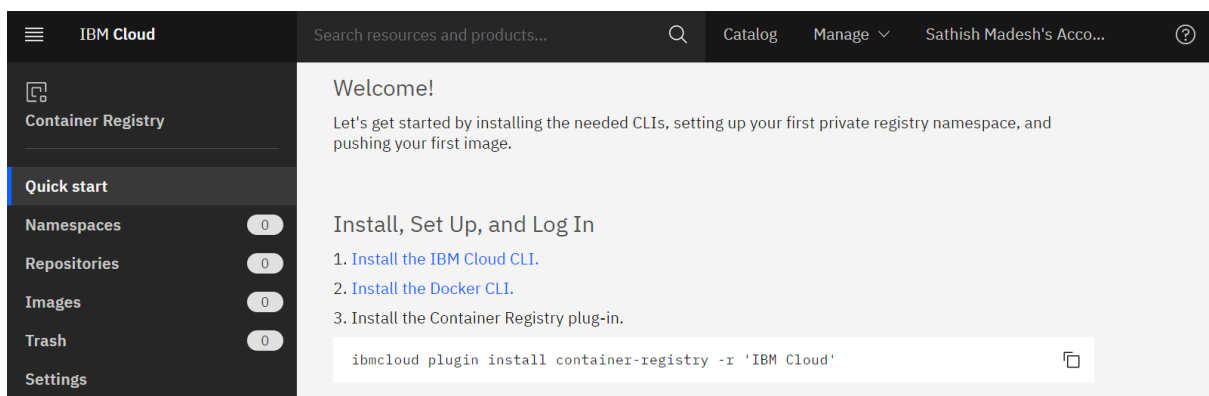 IBM Cloud
Search resources and products...
Catalog
Manage
Sathish Madesh's Acco...
Container Registry
Quick start
Namespaces 0
Repositories 0
Images 0
Trash 0
Settings
Welcome!
Let's get started by installing the needed CLIs, setting up your first private registry namespace, and
pushing your first image.
Install, Set Up, and Log In
1. Install the IBM Cloud CLI.
2. Install the Docker CLI.
3. Install the Container Registry plug-in.
ibmcloud plugin install container-registry -r 'IBM Cloud'